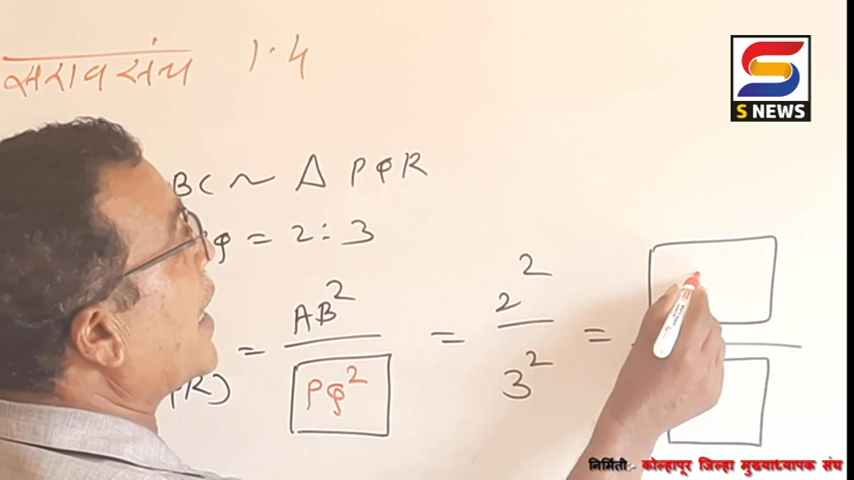 सरावसंच 1.4
BC ~ Δ PQR
Q = 2:3
= AB² / PQ² = 2² / 3² =
R)
S NEWS
निर्मिती:- कोल्हापूर जिल्हा मुख्याध्यापक संघ